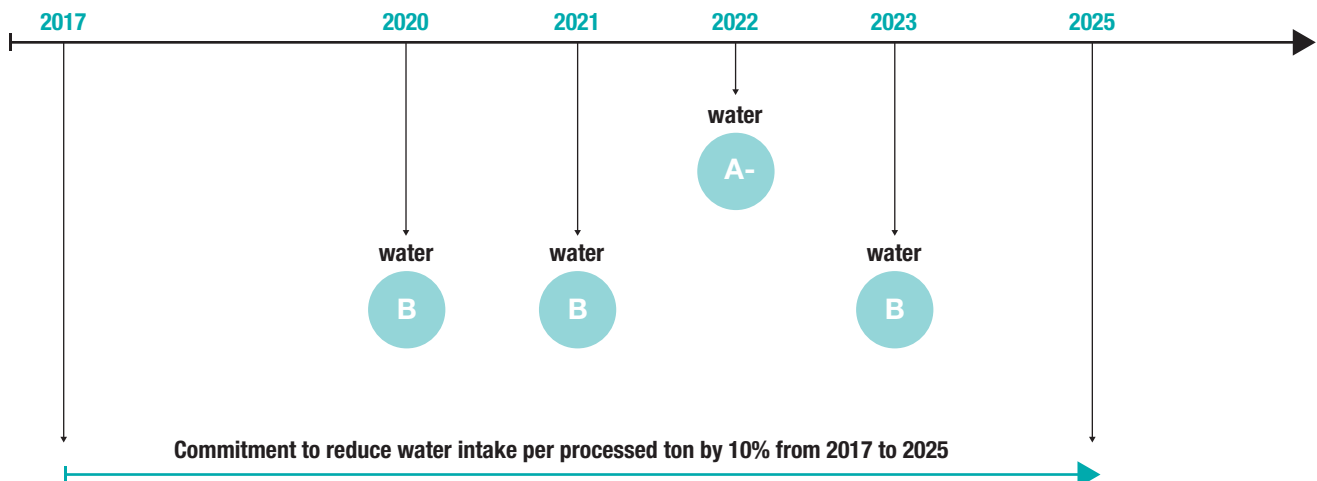 2017 2020 2021 2022 2023 2025
water
A-
water water water
B B B
Commitment to reduce water intake per processed ton by 10% from 2017 to 2025